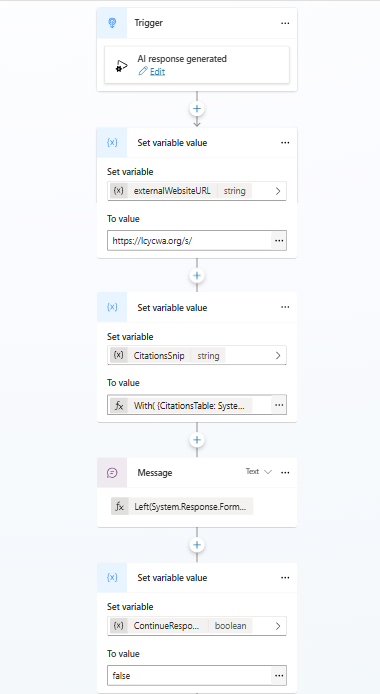 Trigger
AI response generated
Edit
Set variable value
Set variable
{x} externalWebsiteURL string
To value
https://lcycwa.org/s/
Set variable value
Set variable
{x} CitationsSnip string
To value
fx With( {CitationsTable: Syste...
Message Text
fx Left(System.Response.Form...
Set variable value
Set variable
{x} ContinueRespo... boolean
To value
false